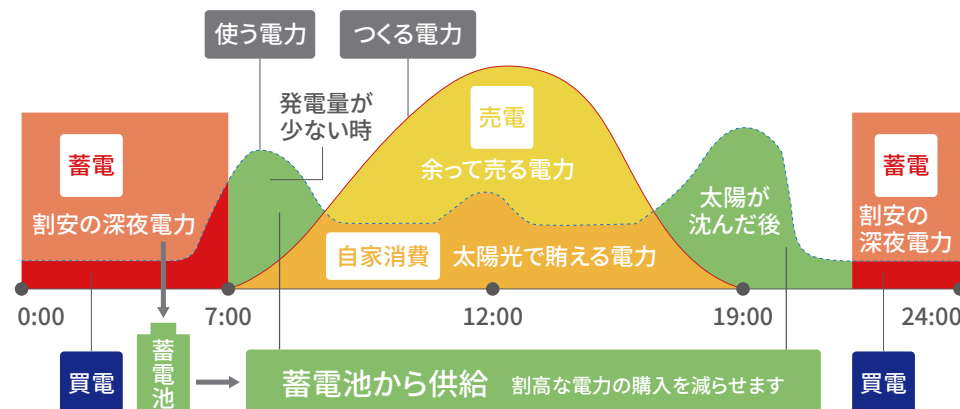 使う電力
つくる電力
発電量が
少ない時
売電
余って売る電力
蓄電
割安の深夜電力
自家消費
太陽光で賄える電力
太陽が
沈んだ後
蓄電
割安の
深夜電力
0:00
7:00
12:00
19:00
24:00
買電
蓄電池
蓄電池から供給
割高な電力の購入を減らせます
買電